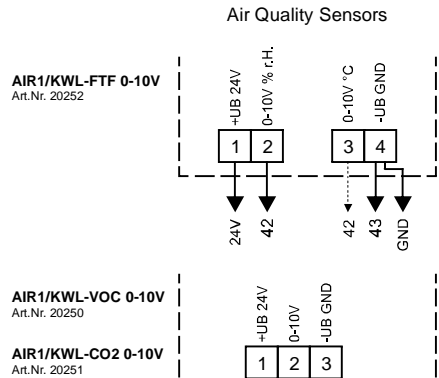 Air Quality Sensors
AIR1/KWL-FTF 0-10V
Art.Nr. 20252
+UB 24V
0-10V % r.H.
0-10V °C
-UB GND
1 2 3 4
24V
42
42
43
GND
AIR1/KWL-VOC 0-10V
Art.Nr. 20250
AIR1/KWL-CO2 0-10V
Art.Nr. 20251
+UB 24V
0-10V
-UB GND
1 2 3